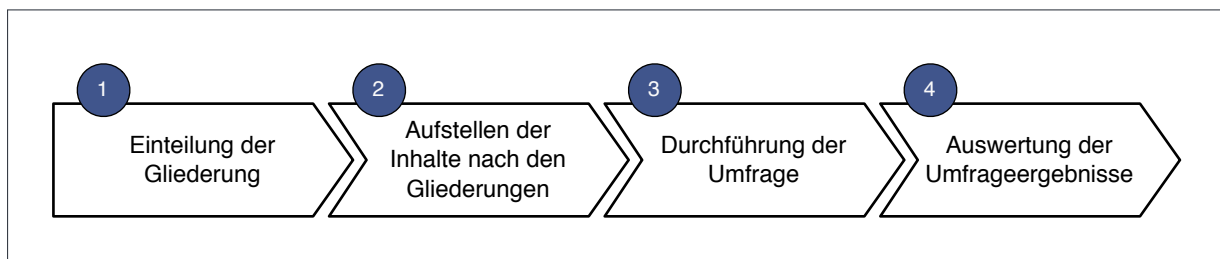 1
Einteilung der
Gliederung
2
Aufstellen der
Inhalte nach den
Gliederungen
3
Durchführung der
Umfrage
4
Auswertung der
Umfrageergebnisse